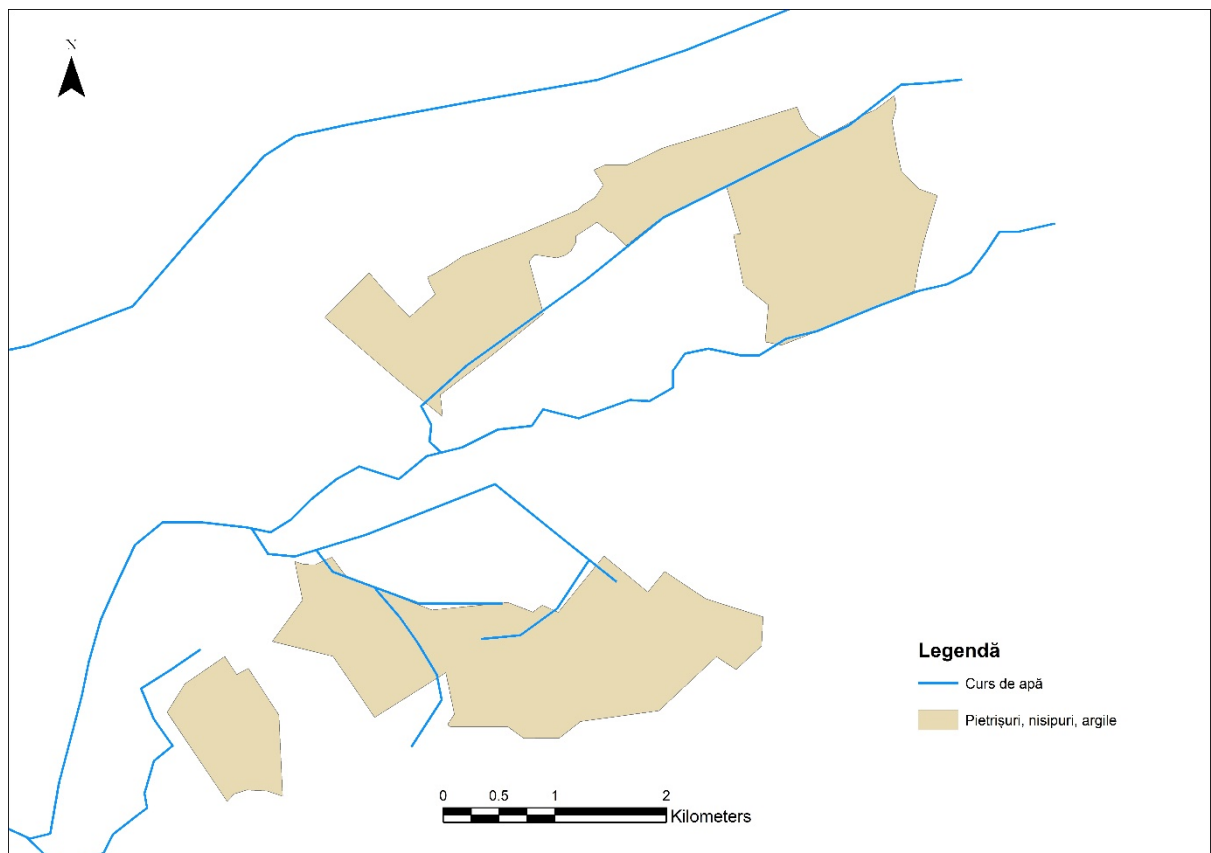 N
Legendă
Curs de apă
Pietrișuri, nisipuri, argile
0 0.5 1 2
Kilometers